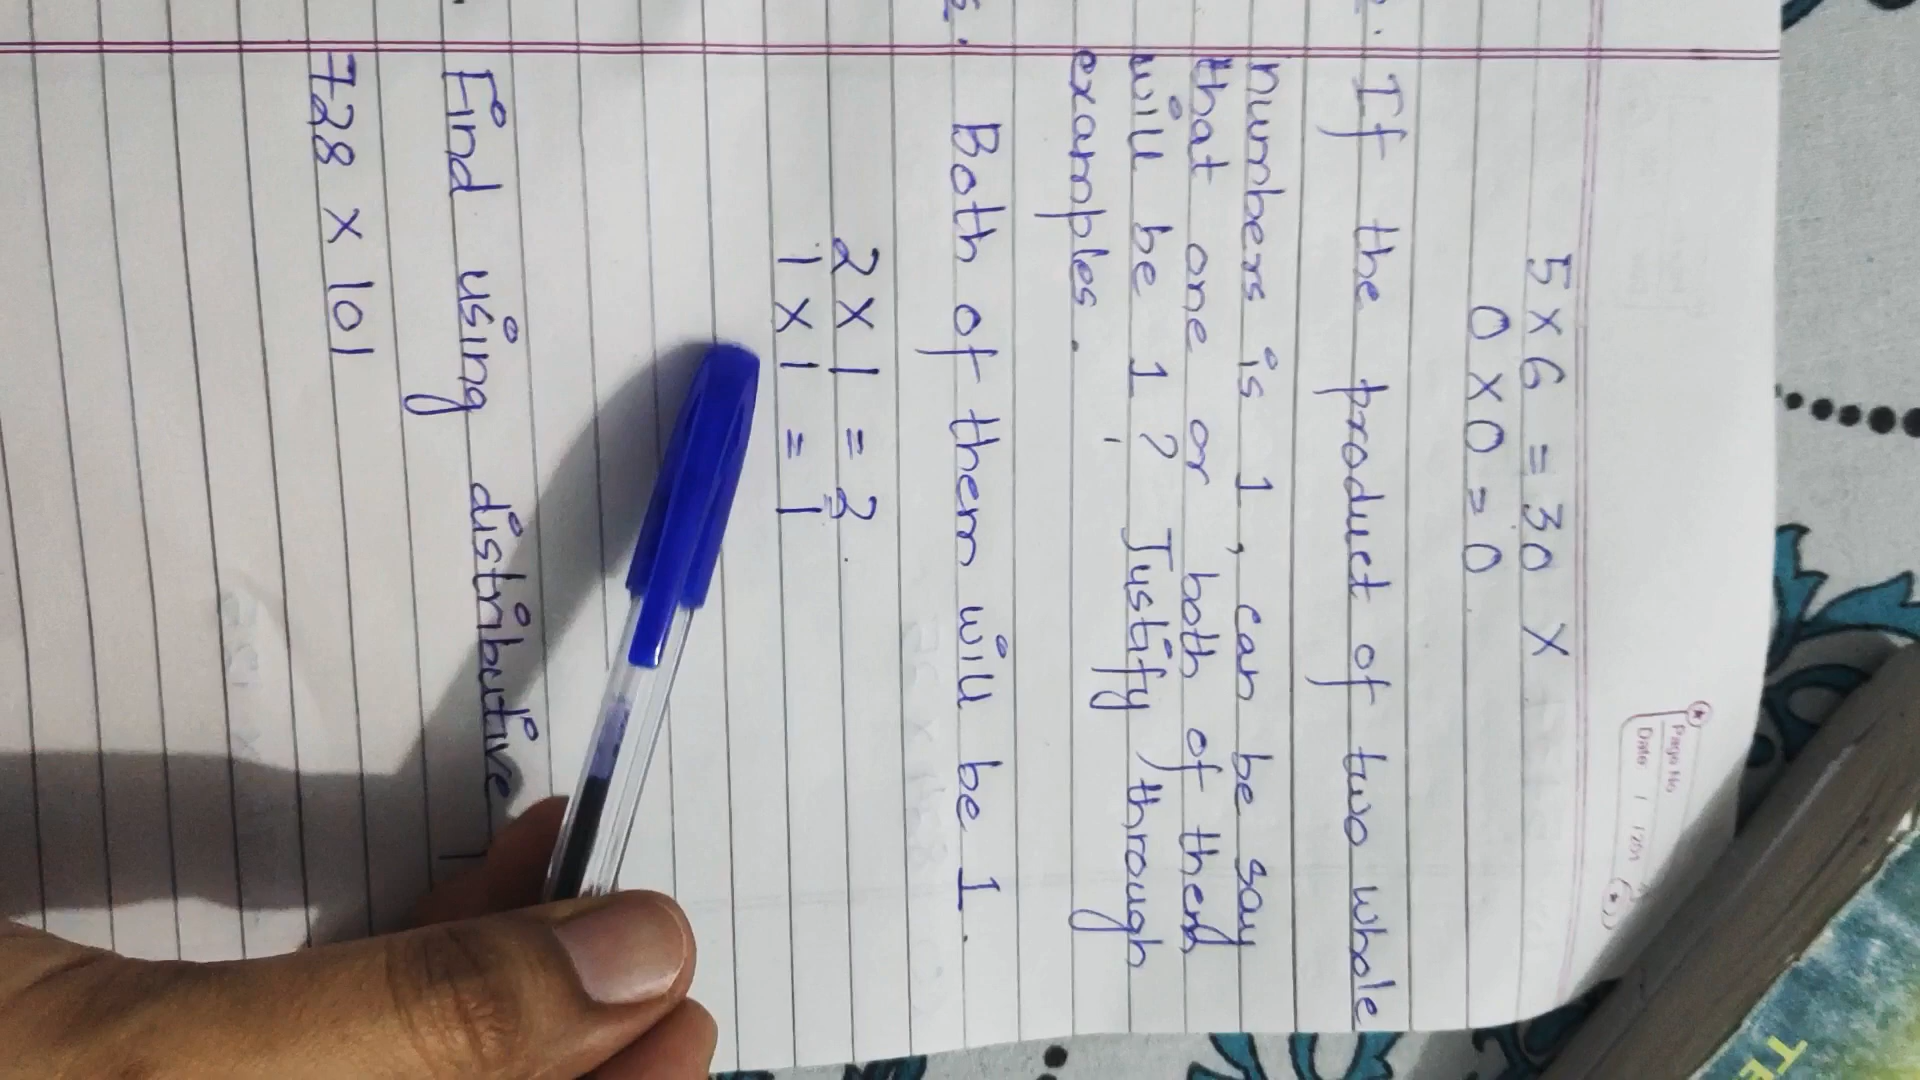 Page No
Date
5 x 6 = 30 X
0 x 0 = 0
If the product of two whole
numbers is 1, can be say
that one or both of them
will be 1? Justify through
examples.
Both of them will be 1.
2 x 1 = 2
1 x 1 = 1
Find using distributive
728 x 101